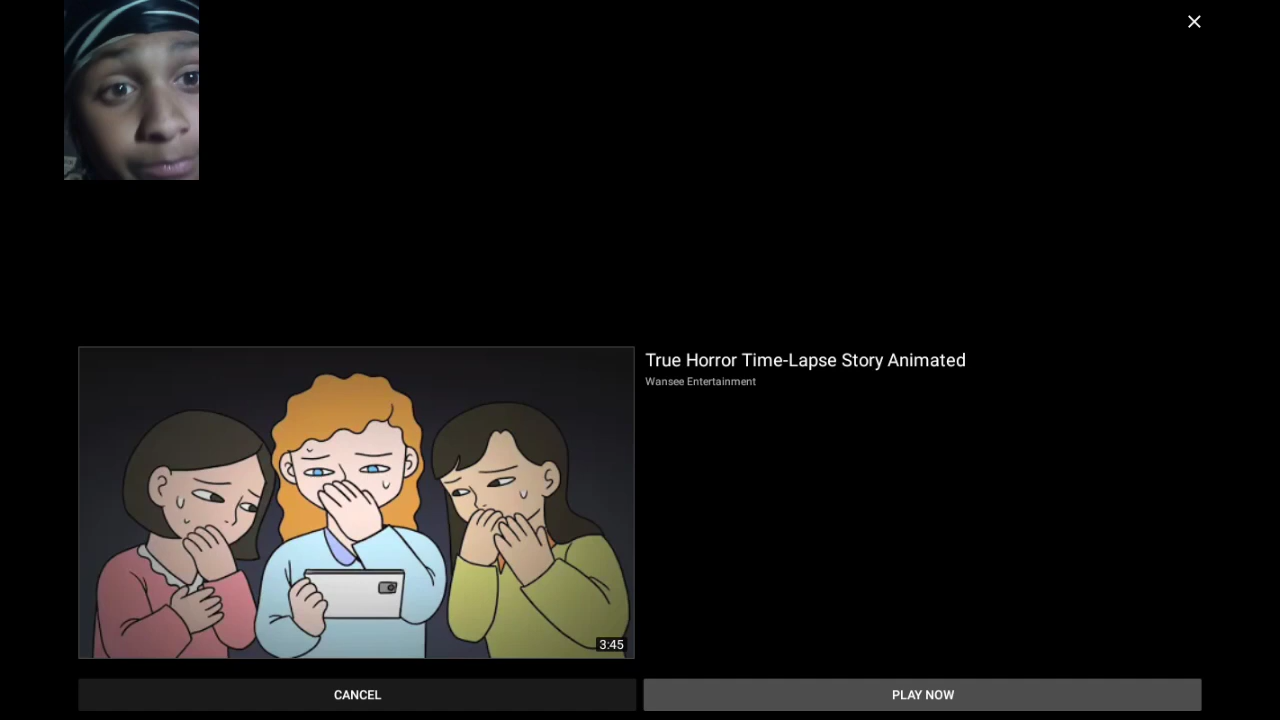 True Horror Time-Lapse Story Animated
Wansee Entertainment
3:45
CANCEL
PLAY NOW